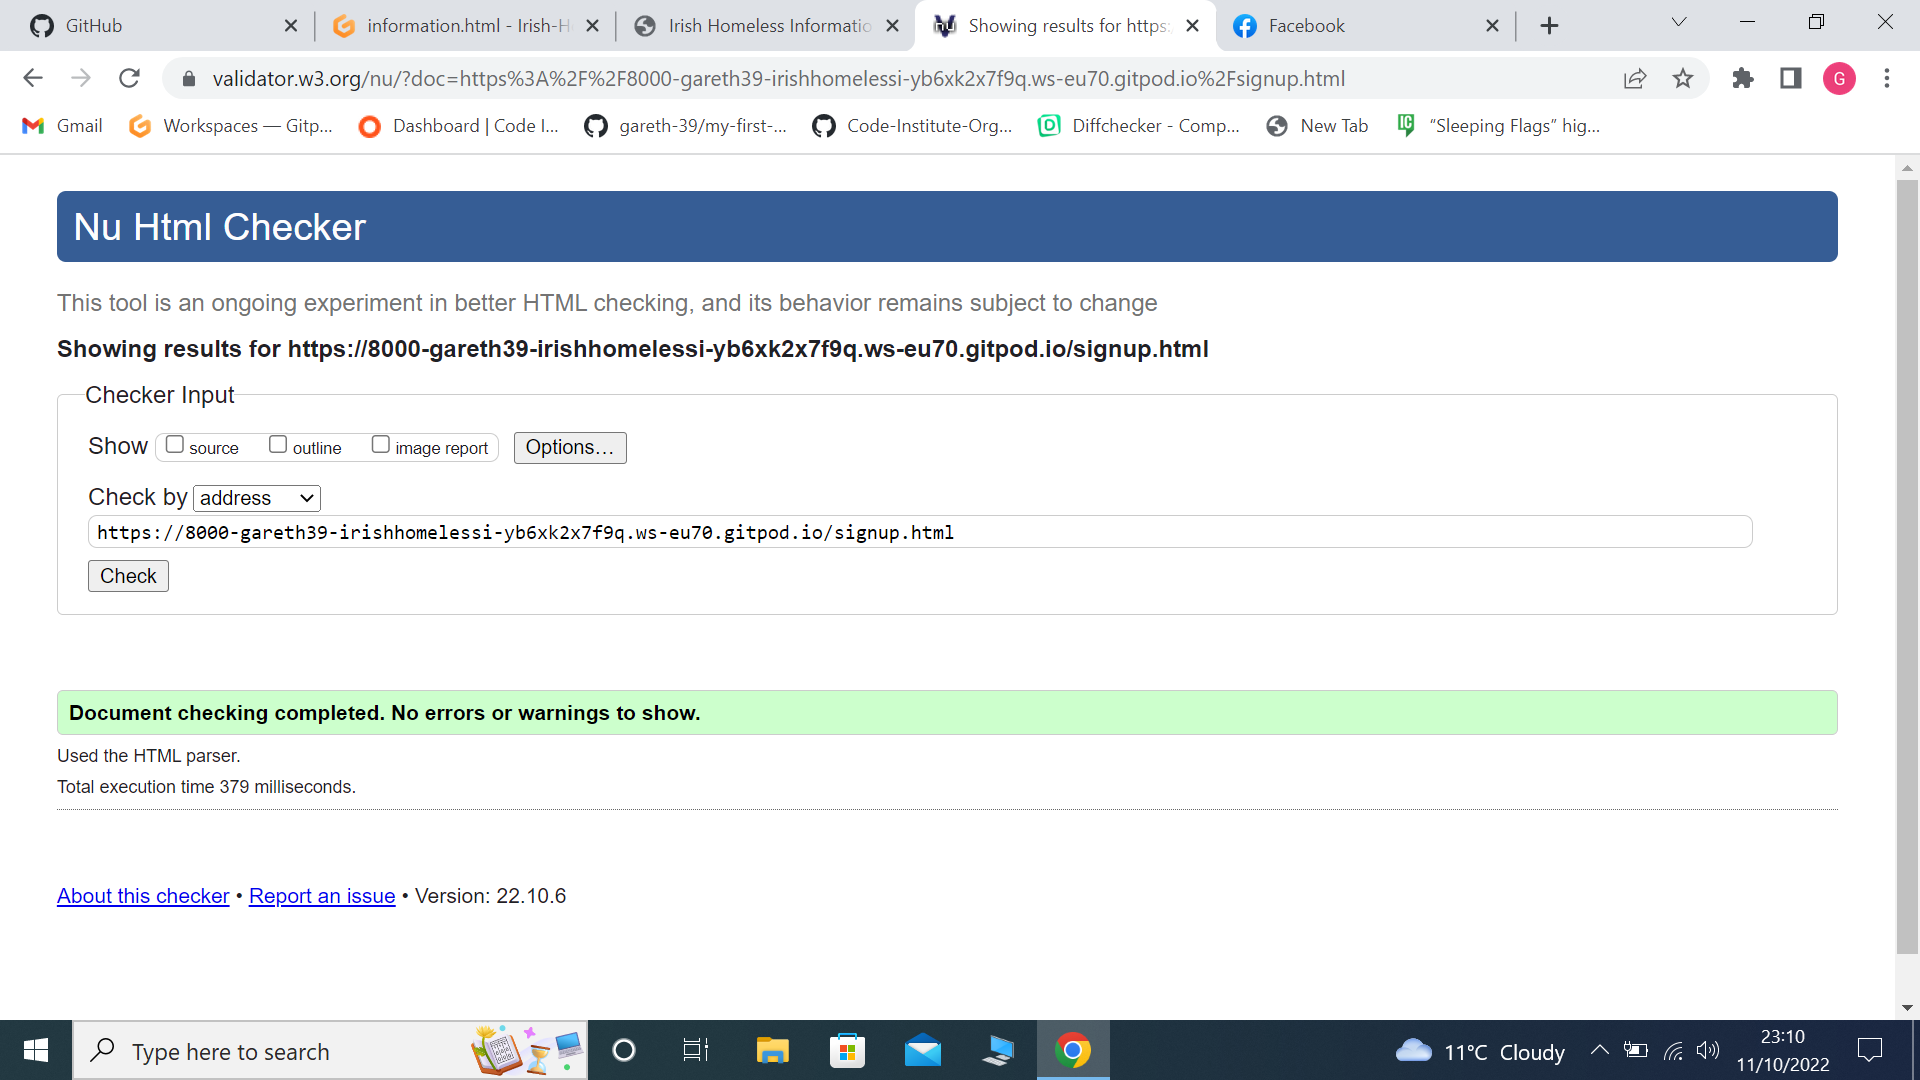 GitHub
information.html - Irish-H
Irish Homeless Informatio
Showing results for https:
Facebook
validator.w3.org/nu/?doc=https%3A%2F%2F8000-gareth39-irishhomelessi-yb6xk2x7f9q.ws-eu70.gitpod.io%2Fsignup.html
G
Gmail
Workspaces — Gitp...
Dashboard | Code I...
gareth-39/my-first-...
Code-Institute-Org...
Diffchecker - Comp...
New Tab
“Sleeping Flags” hig...
Nu Html Checker
This tool is an ongoing experiment in better HTML checking, and its behavior remains subject to change
Showing results for https://8000-gareth39-irishhomelessi-yb6xk2x7f9q.ws-eu70.gitpod.io/signup.html
Checker Input
Show source outline image report Options...
Check by address
https://8000-gareth39-irishhomelessi-yb6xk2x7f9q.ws-eu70.gitpod.io/signup.html
Check
Document checking completed. No errors or warnings to show.
Used the HTML parser.
Total execution time 379 milliseconds.
About this checker • Report an issue • Version: 22.10.6
Type here to search
11°C Cloudy
23:10
11/10/2022